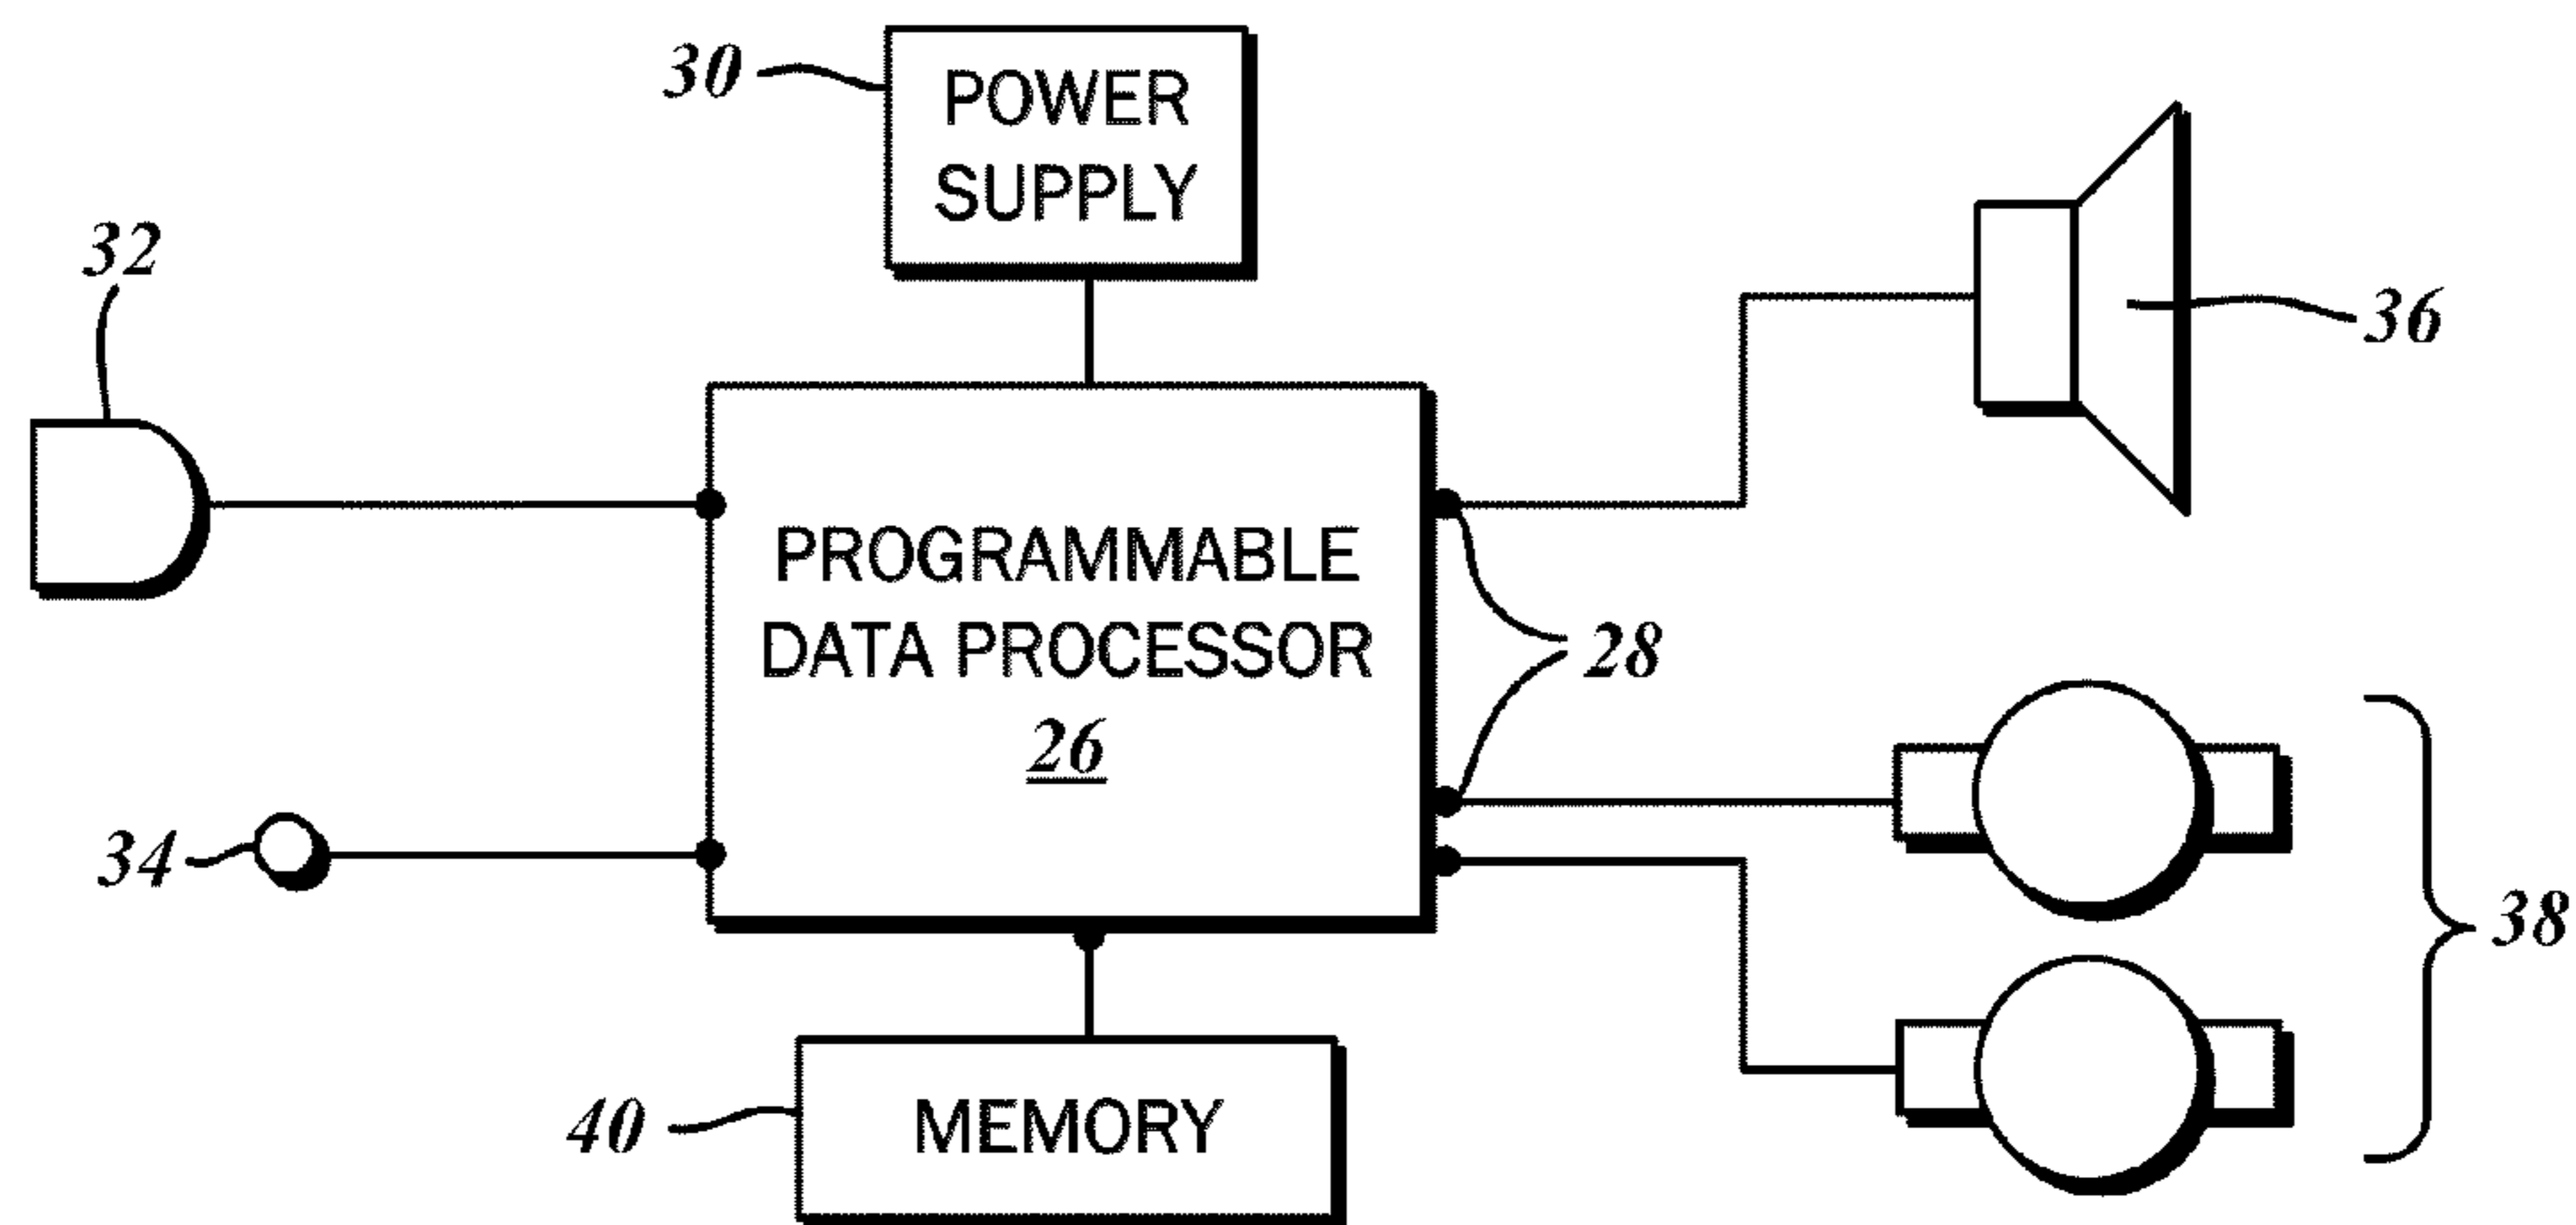 30
POWER
SUPPLY
32
36
PROGRAMMABLE
DATA PROCESSOR
26
28
34
38
40
MEMORY